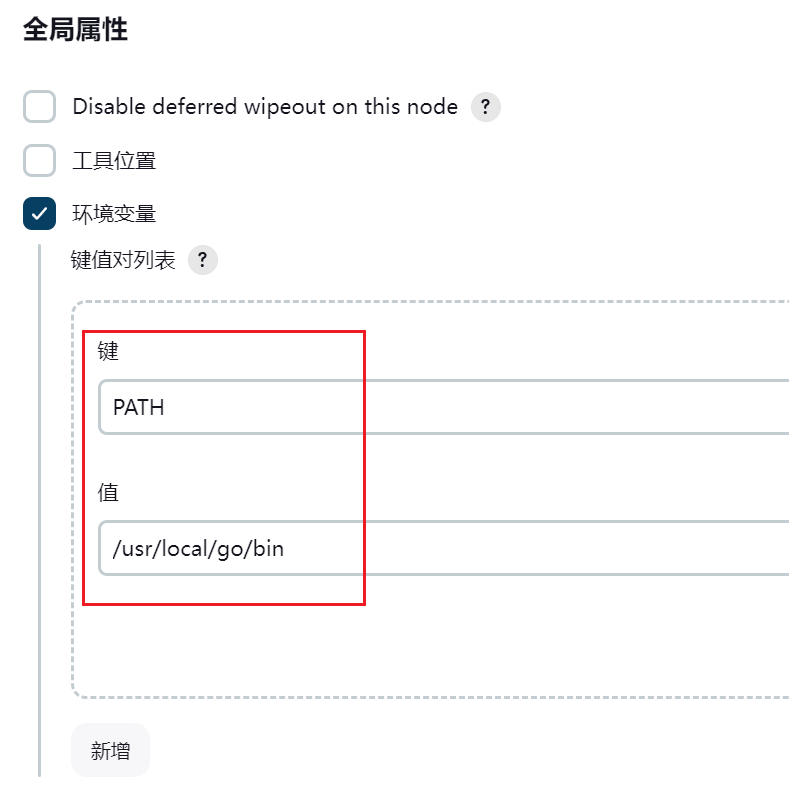 全局属性
Disable deferred wipeout on this node ?
工具位置
环境变量
键值对列表 ?
键
PATH
值
/usr/local/go/bin
新增